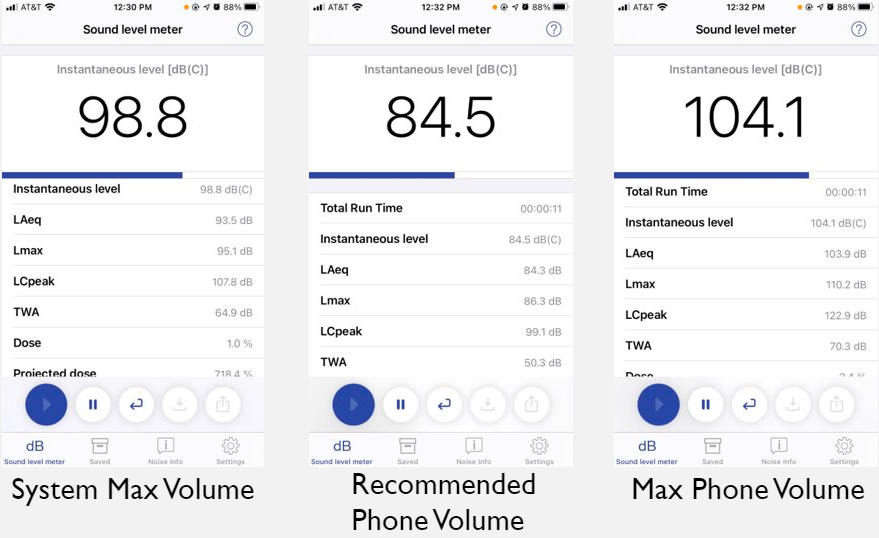 AT&T 12:30 PM 88%
Sound level meter ?
Instantaneous level [dB(C)]
98.8
Instantaneous level 98.8 dB(C)
LAeq 93.5 dB
Lmax 95.1 dB
LCpeak 107.8 dB
TWA 64.9 dB
Dose 1.0 %
Projected dose 718.4 %
dB
Sound level meter Saved Noise Info Settings
System Max Volume
AT&T 12:32 PM 88%
Sound level meter ?
Instantaneous level [dB(C)]
84.5
Total Run Time 00:00:11
Instantaneous level 84.5 dB(C)
LAeq 84.3 dB
Lmax 86.3 dB
LCpeak 99.1 dB
TWA 50.3 dB
dB
Sound level meter Saved Noise Info Settings
Recommended
Phone Volume
AT&T 12:32 PM 88%
Sound level meter ?
Instantaneous level [dB(C)]
104.1
Total Run Time 00:00:11
Instantaneous level 104.1 dB(C)
LAeq 103.9 dB
Lmax 110.2 dB
LCpeak 122.9 dB
TWA 70.3 dB
Dose
dB
Sound level meter Saved Noise Info Settings
Max Phone Volume